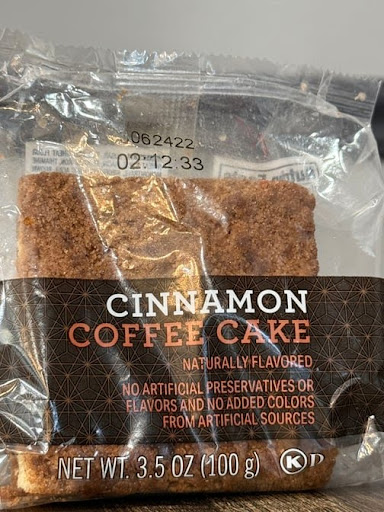 062422
02:12:33
CINNAMON
COFFEE CAKE
NATURALLY FLAVORED
NO ARTIFICIAL PRESERVATIVES OR
FLAVORS AND NO ADDED COLORS
FROM ARTIFICIAL SOURCES
NET WT. 3.5 OZ (100 g) K D